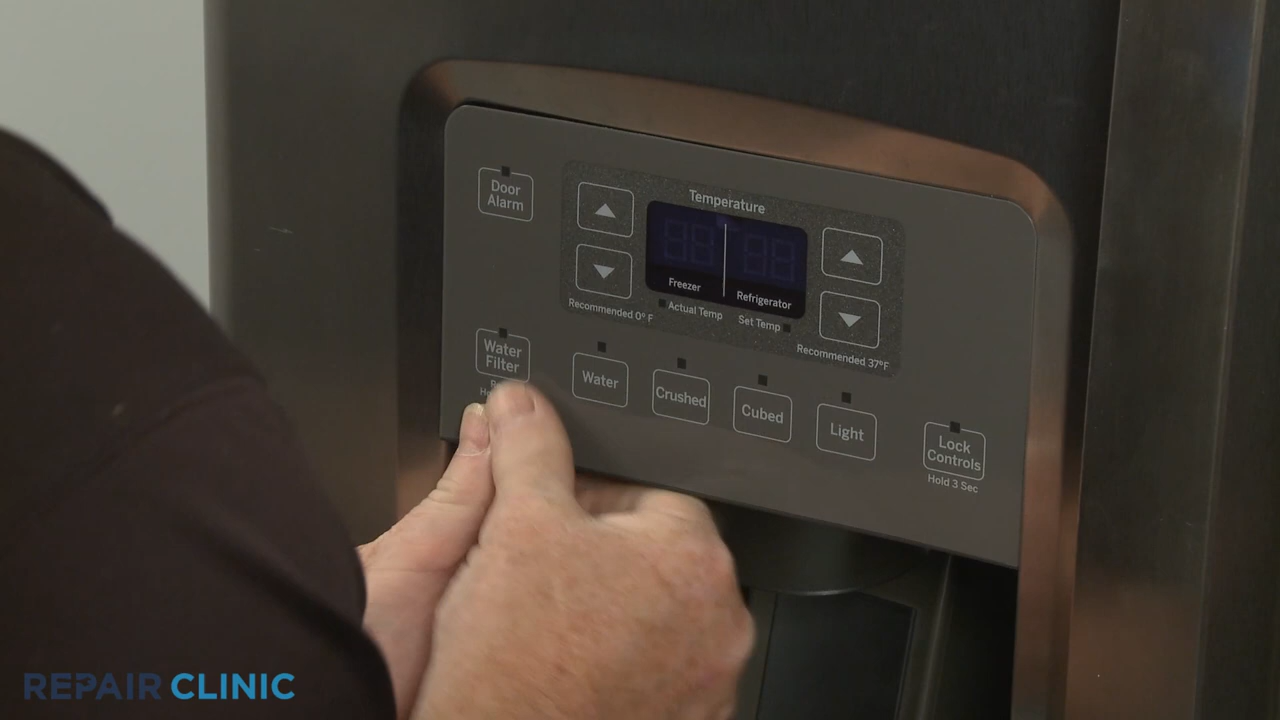 Door
Alarm
Temperature
Freezer
Refrigerator
Actual Temp
Set Temp
Recommended 0° F
Recommended 37°F
Water
Filter
Water
Crushed
Cubed
Light
Lock
Controls
Hold 3 Sec
REPAIR CLINIC